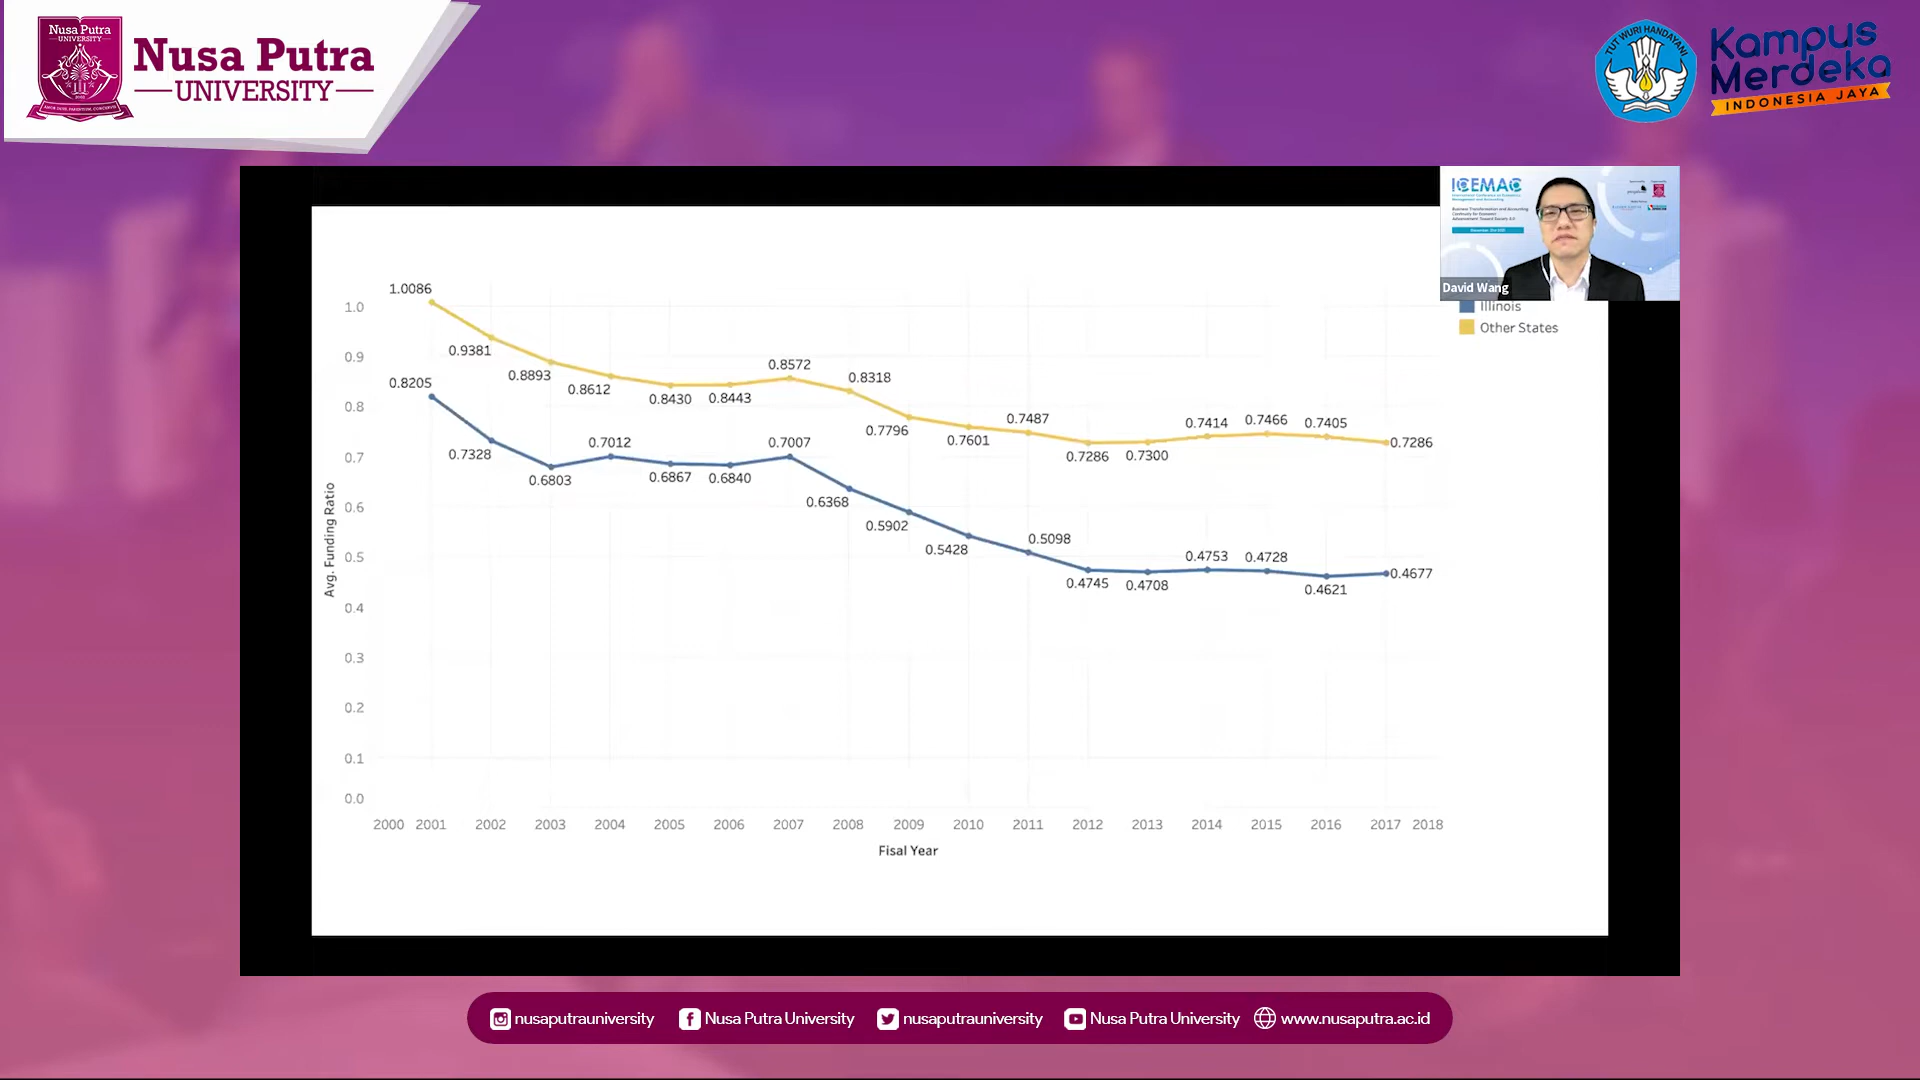 Nusa Putra
UNIVERSITY
Nusa Putra
UNIVERSITY
TUT WURI HANDAYANI
Kampus
Merdeka
INDONESIA JAYA
ICEMAC
Business Transformation and Accounting
David Wang
Illinois
Other States
1.0086
0.9381
0.8893
0.8612
0.8430
0.8443
0.8572
0.8318
0.7796
0.7601
0.7487
0.7286
0.7300
0.7414
0.7466
0.7405
0.7286
0.8205
0.7328
0.6803
0.7012
0.6867
0.6840
0.7007
0.6368
0.5902
0.5428
0.5098
0.4745
0.4708
0.4753
0.4728
0.4621
0.4677
Avg. Funding Ratio
1.0
0.9
0.8
0.7
0.6
0.5
0.4
0.3
0.2
0.1
0.0
2000 2001 2002 2003 2004 2005 2006 2007 2008 2009 2010 2011 2012 2013 2014 2015 2016 2017 2018
Fisal Year
nusaputrauniversity Nusa Putra University nusaputrauniversity Nusa Putra University www.nusaputra.ac.id